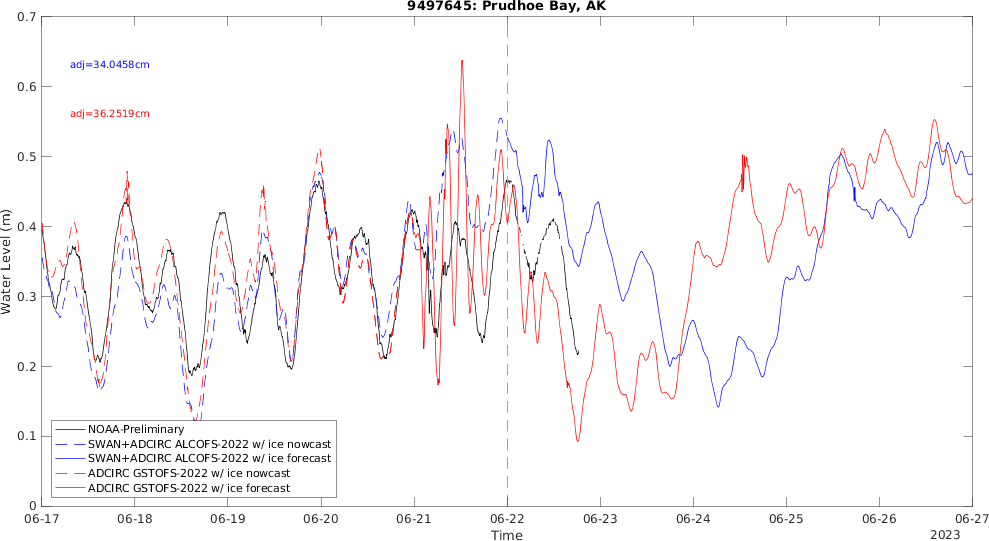 9497645: Prudhoe Bay, AK
0.7
0.6
0.5
0.4
0.3
0.2
0.1
0
Water Level (m)
adj=34.0458cm
adj=36.2519cm
NOAA-Preliminary
SWAN+ADCIRC ALCOFS-2022 w/ ice nowcast
SWAN+ADCIRC ALCOFS-2022 w/ ice forecast
ADCIRC GSTOFS-2022 w/ ice nowcast
ADCIRC GSTOFS-2022 w/ ice forecast
06-17 06-18 06-19 06-20 06-21 06-22 06-23 06-24 06-25 06-26 06-27
Time
2023